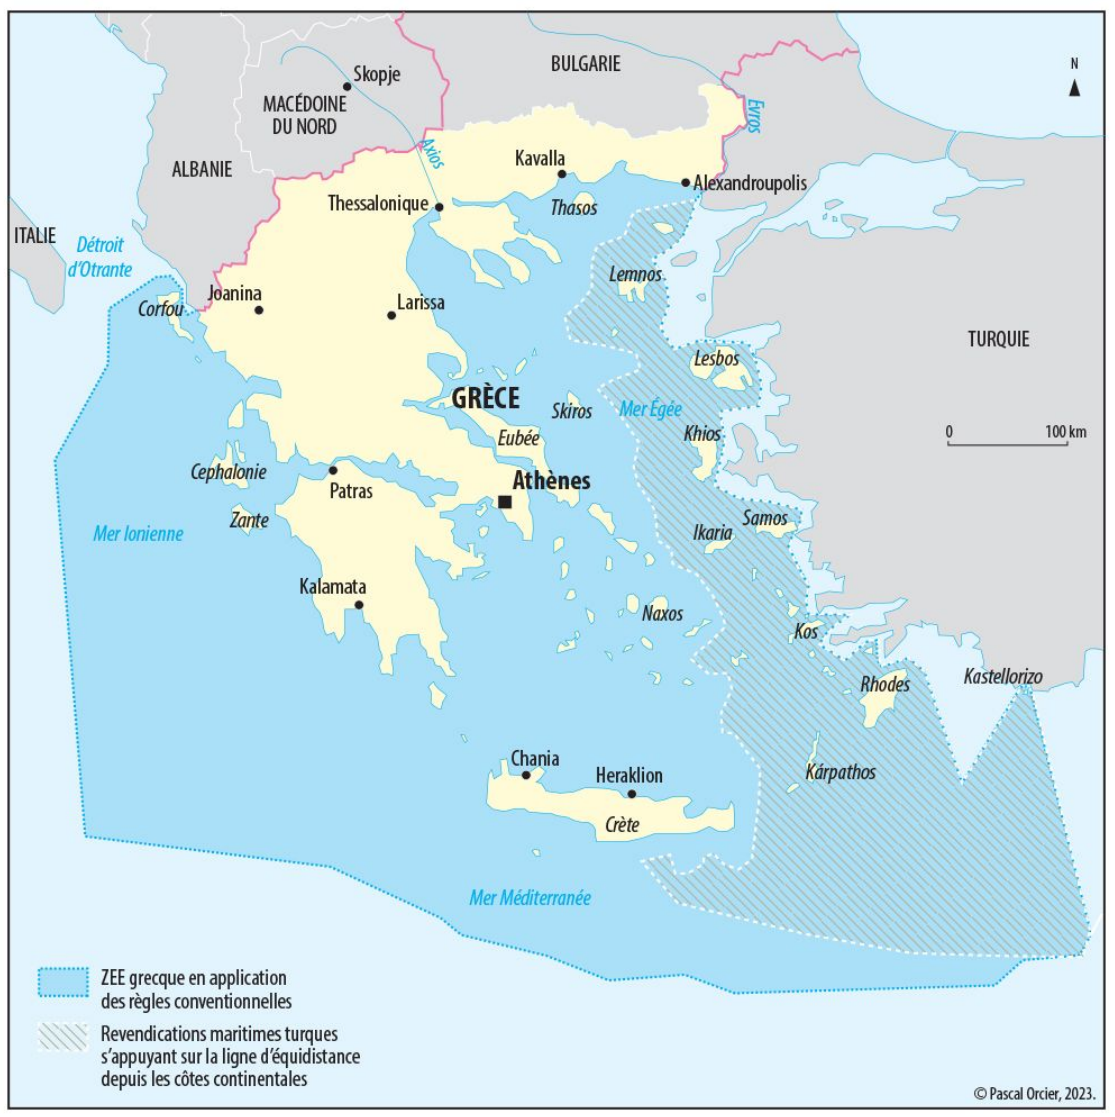 Skopje
BULGARIE
N
MACÉDOINE
DU NORD
Evros
Axios
ALBANIE
Kavalla
Alexandroupolis
Thessalonique
Thasos
ITALIE
Détroit
d'Otrante
Lemnos
Joanina
Corfou
Larissa
TURQUIE
Lesbos
GRÈCE
Skiros
Mer Égée
Khios
0 100 km
Eubée
Cephalonie
Athènes
Patras
Zante
Samos
Mer Ionienne
Ikaria
Kalamata
Naxos
Kos
Rhodes
Kastellorizo
Chania
Heraklion
Kárpathos
Crète
Mer Méditerranée
ZEE grecque en application
des règles conventionnelles
Revendications maritimes turques
s'appuyant sur la ligne d'équidistance
depuis les côtes continentales
© Pascal Orcier, 2023.